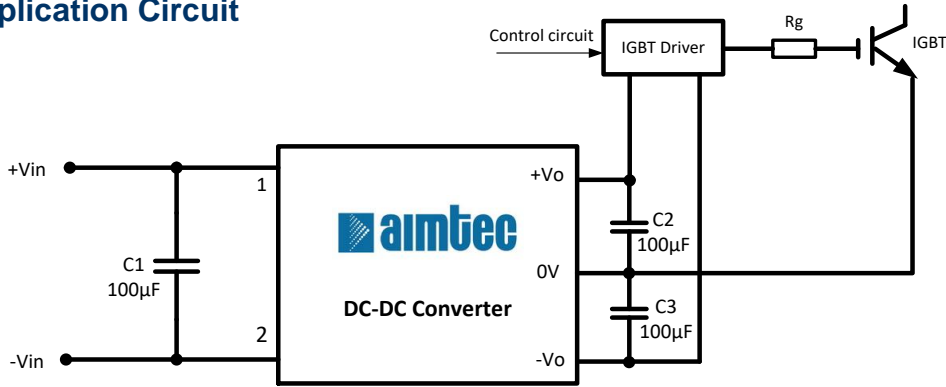 plication Circuit
Control circuit
IGBT Driver
Rg
IGBT
+Vin
1
+Vo
aimtec
C2
100µF
C1
100µF
0V
DC-DC Converter
C3
100µF
2
-Vin
-Vo